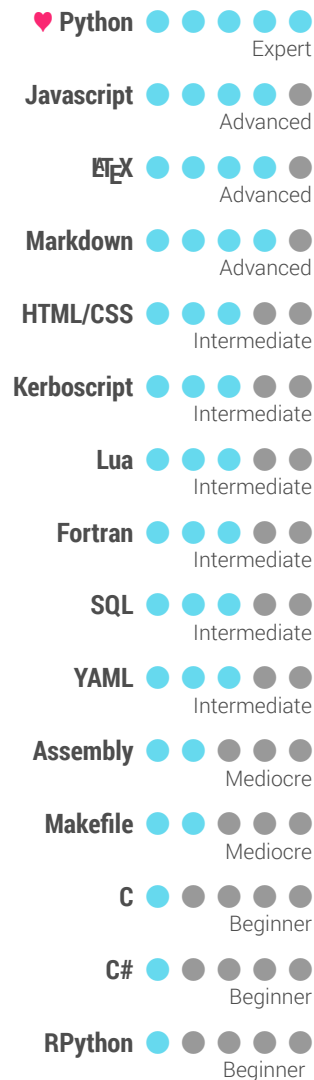 ♥ Python
Expert
Javascript
Advanced
LATEX
Advanced
Markdown
Advanced
HTML/CSS
Intermediate
Kerboscript
Intermediate
Lua
Intermediate
Fortran
Intermediate
SQL
Intermediate
YAML
Intermediate
Assembly
Mediocre
Makefile
Mediocre
C
Beginner
C#
Beginner
RPython
Beginner